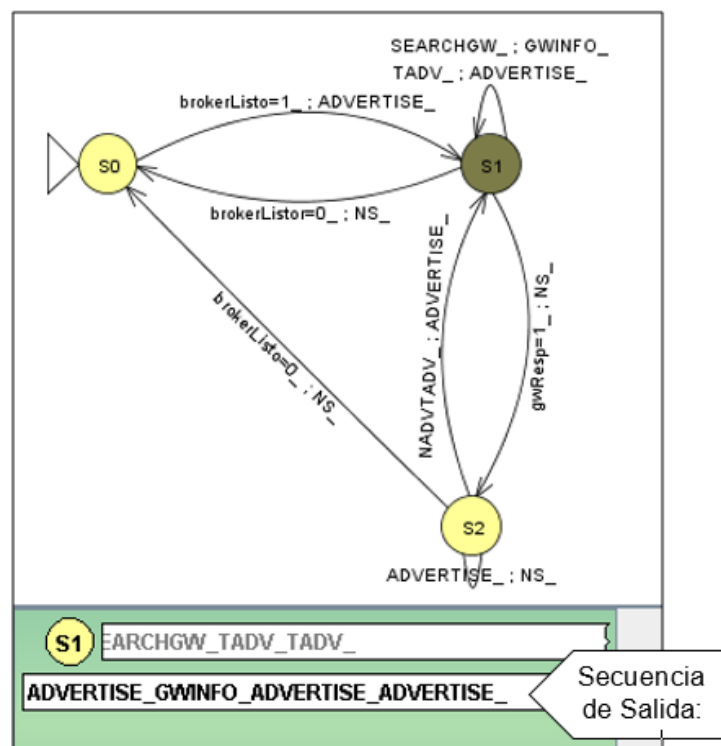 SEARCHGW_ ; GWINFO_
TADV_ ; ADVERTISE_
brokerListo=1_ ; ADVERTISE_
S0
S1
brokerListor=0_ ; NS_
brokerListo=0_ ; NS_
NADVTADV_ ; ADVERTISE_
gwResp=1_ ; NS_
S2
ADVERTISE_ ; NS_
S1
EARCHGW_TADV_TADV_
ADVERTISE_GWINFO_ADVERTISE_ADVERTISE_
Secuencia
de Salida: